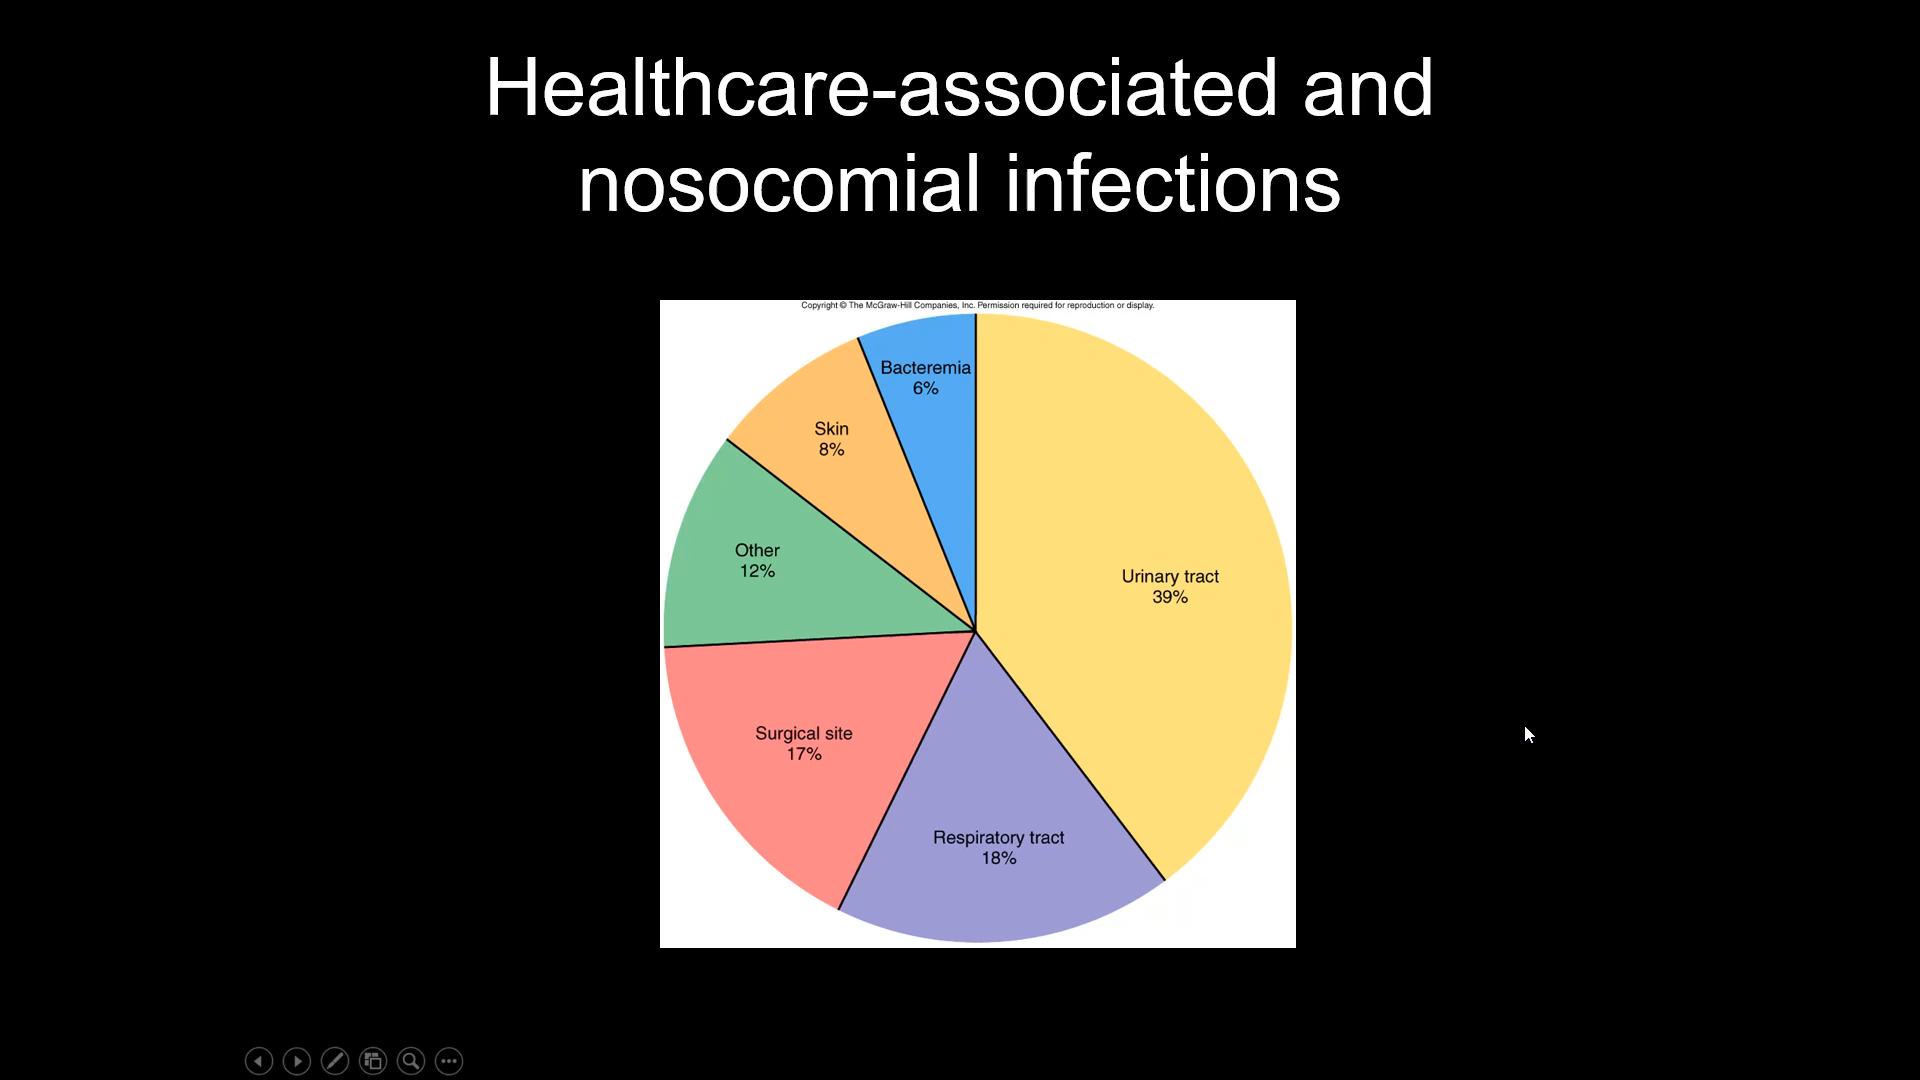 Healthcare-associated and
nosocomial infections
Copyright © The McGraw-Hill Companies, Inc. Permission required for reproduction or display.
Bacteremia
6%
Skin
8%
Other
12%
Urinary tract
39%
Surgical site
17%
Respiratory tract
18%